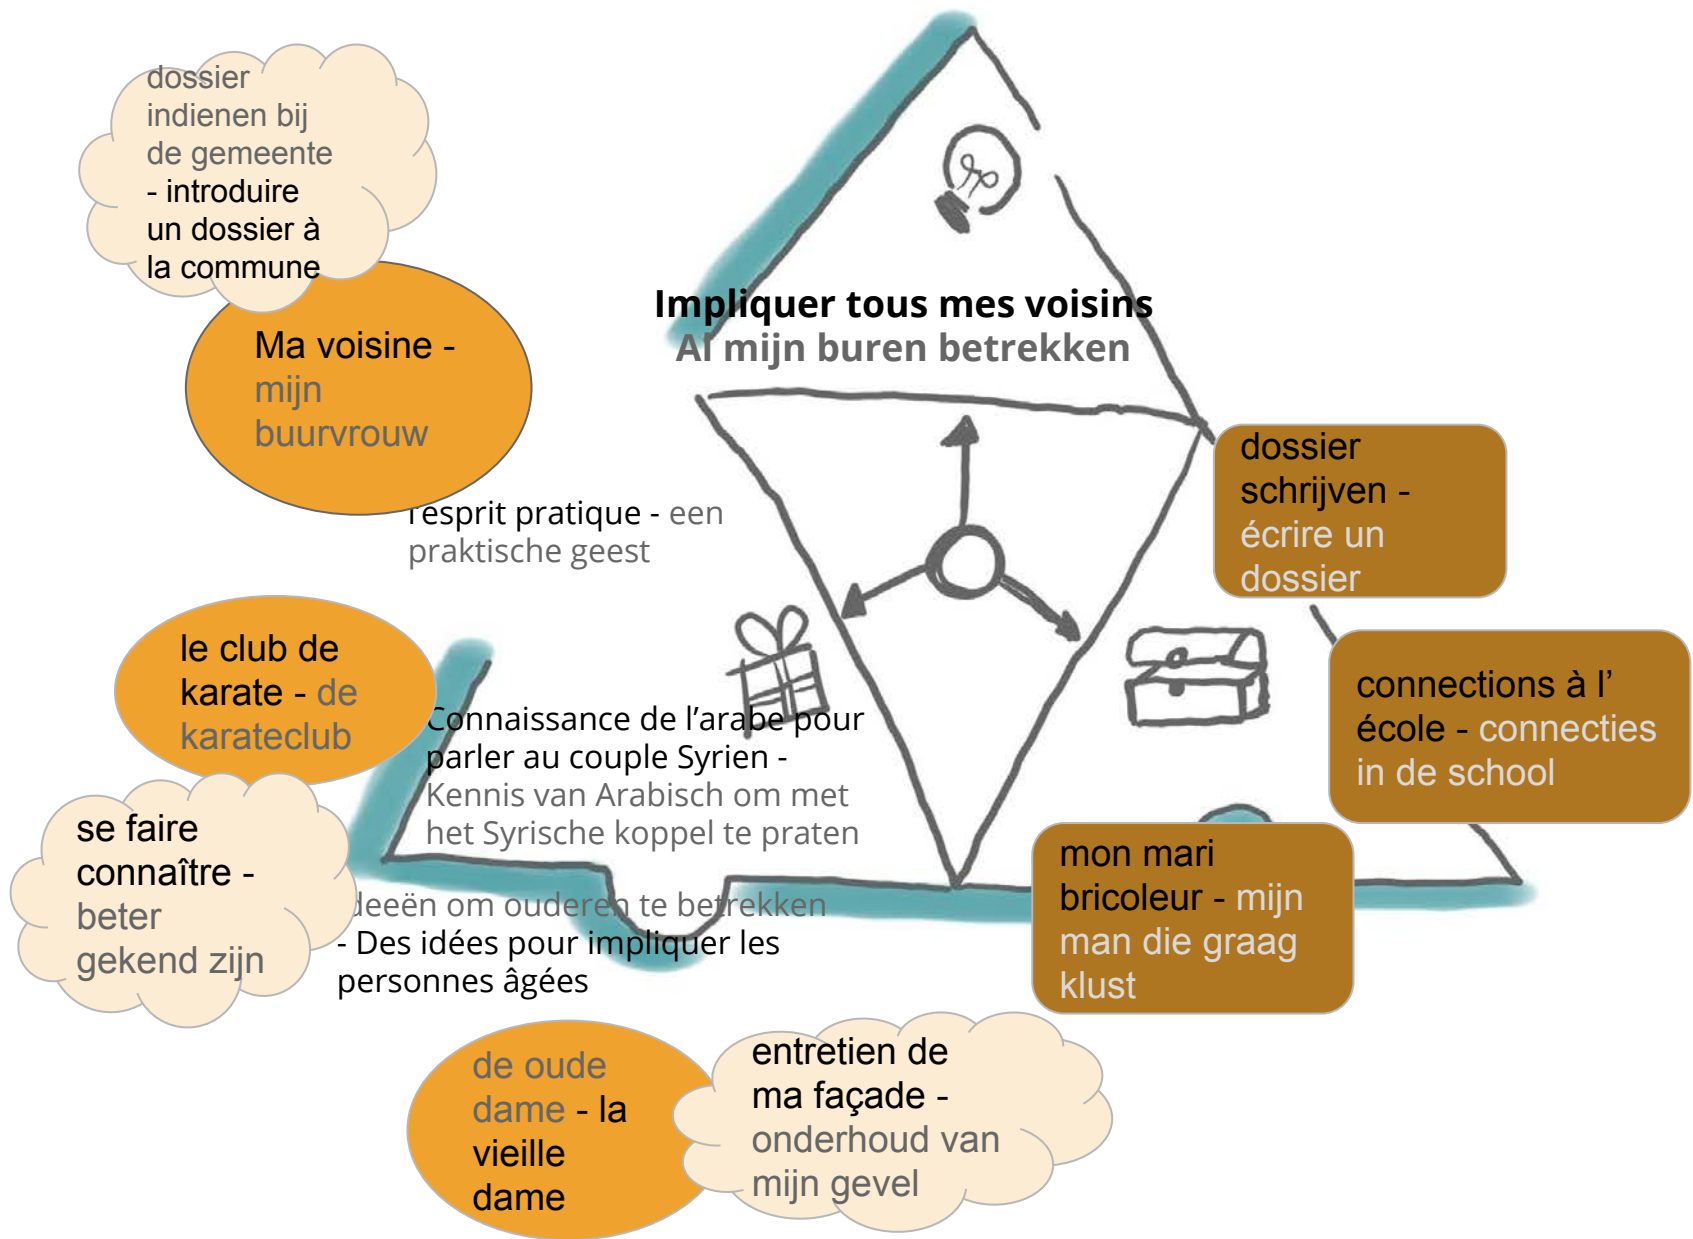 dossier
indienen bij
de gemeente
- introduire
un dossier à
la commune
Impliquer tous mes voisins
Al mijn buren betrekken
Ma voisine -
mijn
buurvrouw
l'esprit pratique - een
praktische geest
dossier
schrijven -
écrire un
dossier
le club de
karate - de
karateclub
connections à l’
école - connecties
in de school
Connaissance de l’arabe pour
parler au couple Syrien -
Kennis van Arabisch om met
het Syrische koppel te praten
se faire
connaître -
beter
gekend zijn
mon mari
bricoleur - mijn
man die graag
klust
Ideeën om ouderen te betrekken
- Des idées pour impliquer les
personnes âgées
de oude
dame - la
vieille
dame
entretien de
ma façade -
onderhoud van
mijn gevel